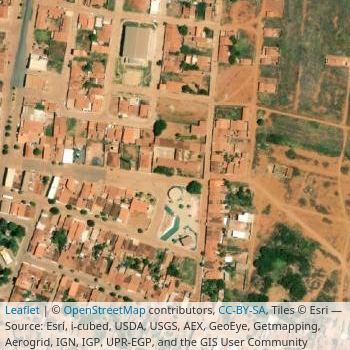 Leaflet | © OpenStreetMap contributors, CC-BY-SA, Tiles © Esri —
Source: Esri, i-cubed, USDA, USGS, AEX, GeoEye, Getmapping,
Aerogrid, IGN, IGP, UPR-EGP, and the GIS User Community